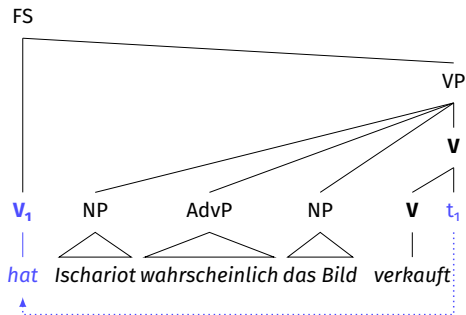 FS
VP
V
V₁ NP AdvP NP V t₁
hat Ischariot wahrscheinlich das Bild verkauft